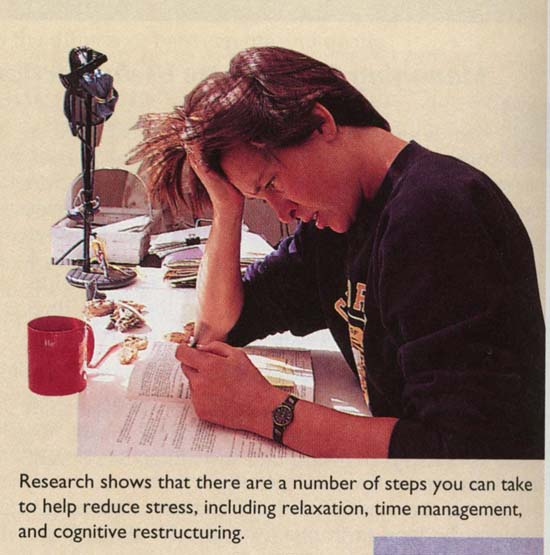 Research shows that there are a number of steps you can take
to help reduce stress, including relaxation, time management,
and cognitive restructuring.